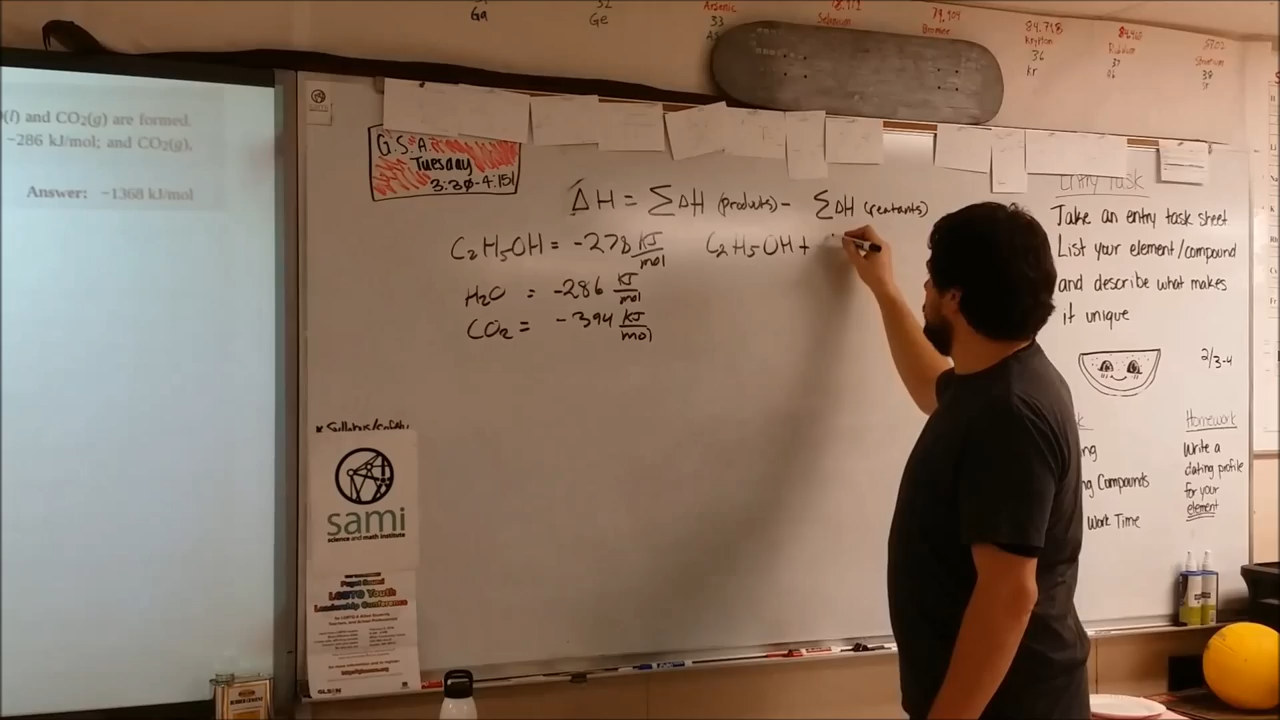 Ga
Ge
Arsenic
33
Selenium
79.904
Bromine
84.718
Krypton
36
Kr
Rubidium
37
Strontium
38
Sr
(l) and CO₂(g) are formed.
−286 kJ/mol; and CO₂(g),
Answer: −1368 kJ/mol
G.S.A.
Tuesday
3:30-4:15
ΔH = ΣΔH (products) - ΣΔH (reactants)
C₂H₅OH = -278 KJ/mol
C₂H₅OH +
H₂O = -286 KJ/mol
CO₂ = -394 KJ/mol
Entry Task
Take an entry task sheet.
List your element/compound
and describe what makes
it unique
2/3-4
Homework
Write a
dating profile
for your
element
ng
ng Compounds
Work Time
sami
science and math institute
Puget Sound
LGBTQ Youth
Leadership Conference
GLSEN